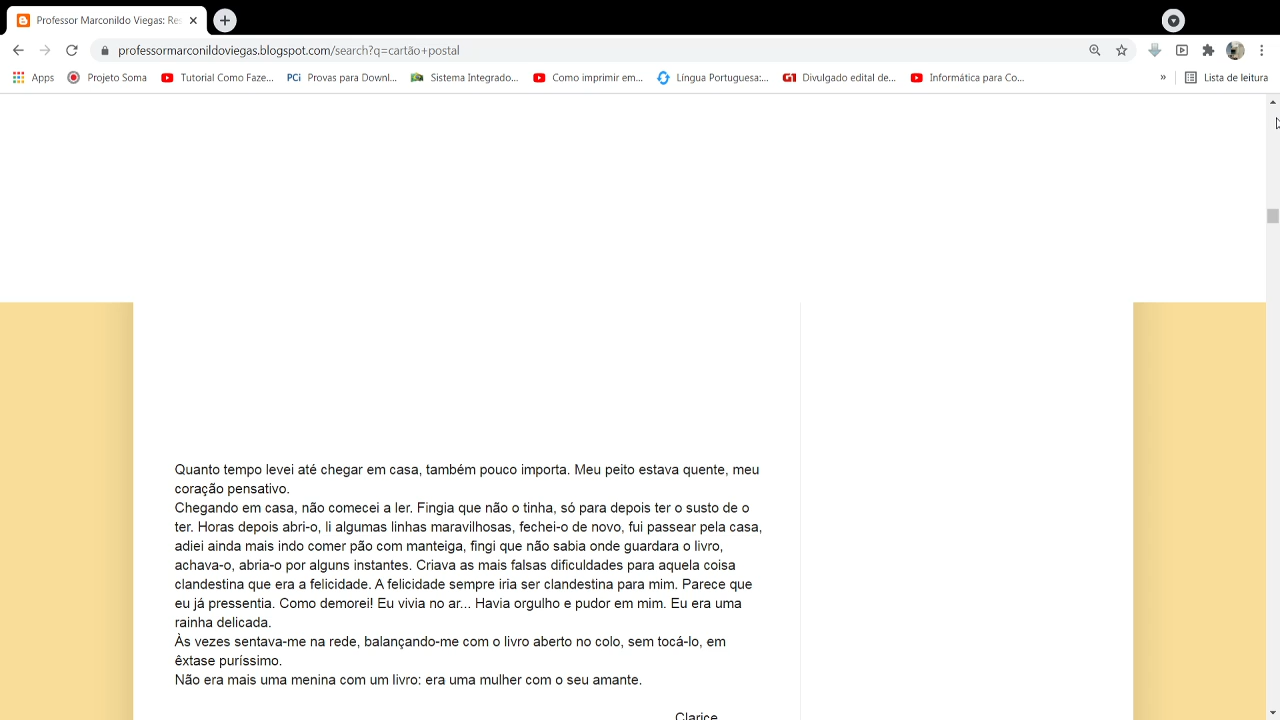 Professor Marconildo Viegas: Res
professormarconildoviegas.blogspot.com/search?q=cartão+postal
Apps
Projeto Soma
Tutorial Como Faze...
PCi Provas para Downl...
Sistema Integrado...
Como imprimir em...
Língua Portuguesa:...
G1 Divulgado edital de...
Informática para Co...
»
Lista de leitura
Quanto tempo levei até chegar em casa, também pouco importa. Meu peito estava quente, meu
coração pensativo.
Chegando em casa, não comecei a ler. Fingia que não o tinha, só para depois ter o susto de o
ter. Horas depois abri-o, li algumas linhas maravilhosas, fechei-o de novo, fui passear pela casa,
adiei ainda mais indo comer pão com manteiga, fingi que não sabia onde guardara o livro,
achava-o, abria-o por alguns instantes. Criava as mais falsas dificuldades para aquela coisa
clandestina que era a felicidade. A felicidade sempre iria ser clandestina para mim. Parece que
eu já pressentia. Como demorei! Eu vivia no ar... Havia orgulho e pudor em mim. Eu era uma
rainha delicada.
Às vezes sentava-me na rede, balançando-me com o livro aberto no colo, sem tocá-lo, em
êxtase puríssimo.
Não era mais uma menina com um livro: era uma mulher com o seu amante.
Clarice